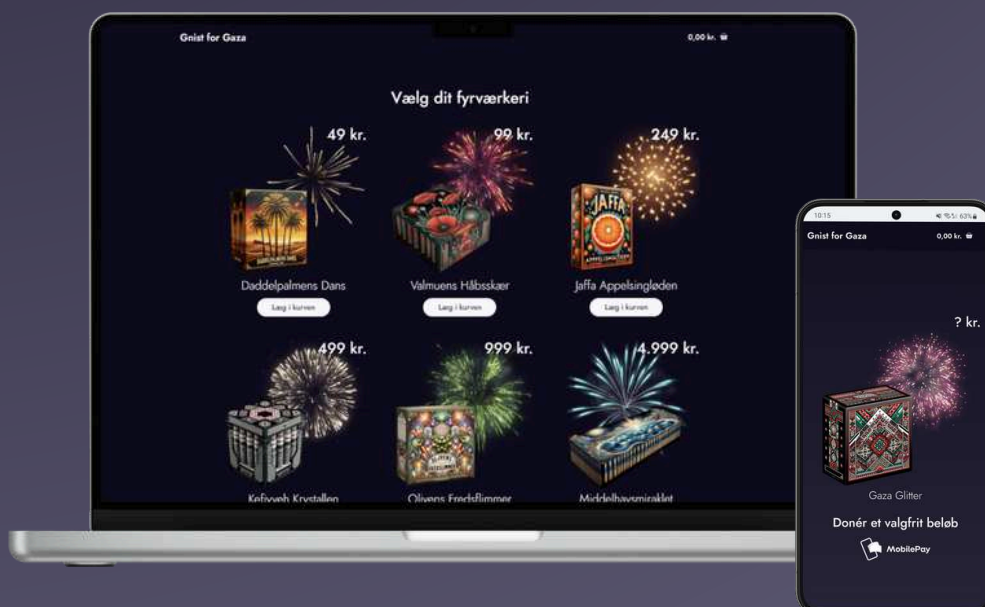 Gnist for Gaza
0,00 kr.
Vælg dit fyrværkeri
49 kr.
99 kr.
249 kr.
JAFFA
Daddelpalmens Dans
Valmuens Håbsskær
Jaffa Appelsingløden
Læg i kurven
Læg i kurven
Læg i kurven
499 kr.
999 kr.
4.999 kr.
Kefiyyeh Krystallen
Olivens Fredsflimmer
Middelhavsmiraklet
10:15
63%
Gnist for Gaza
0,00 kr.
? kr.
Gaza Glitter
Donér et valgfrit beløb
MobilePay